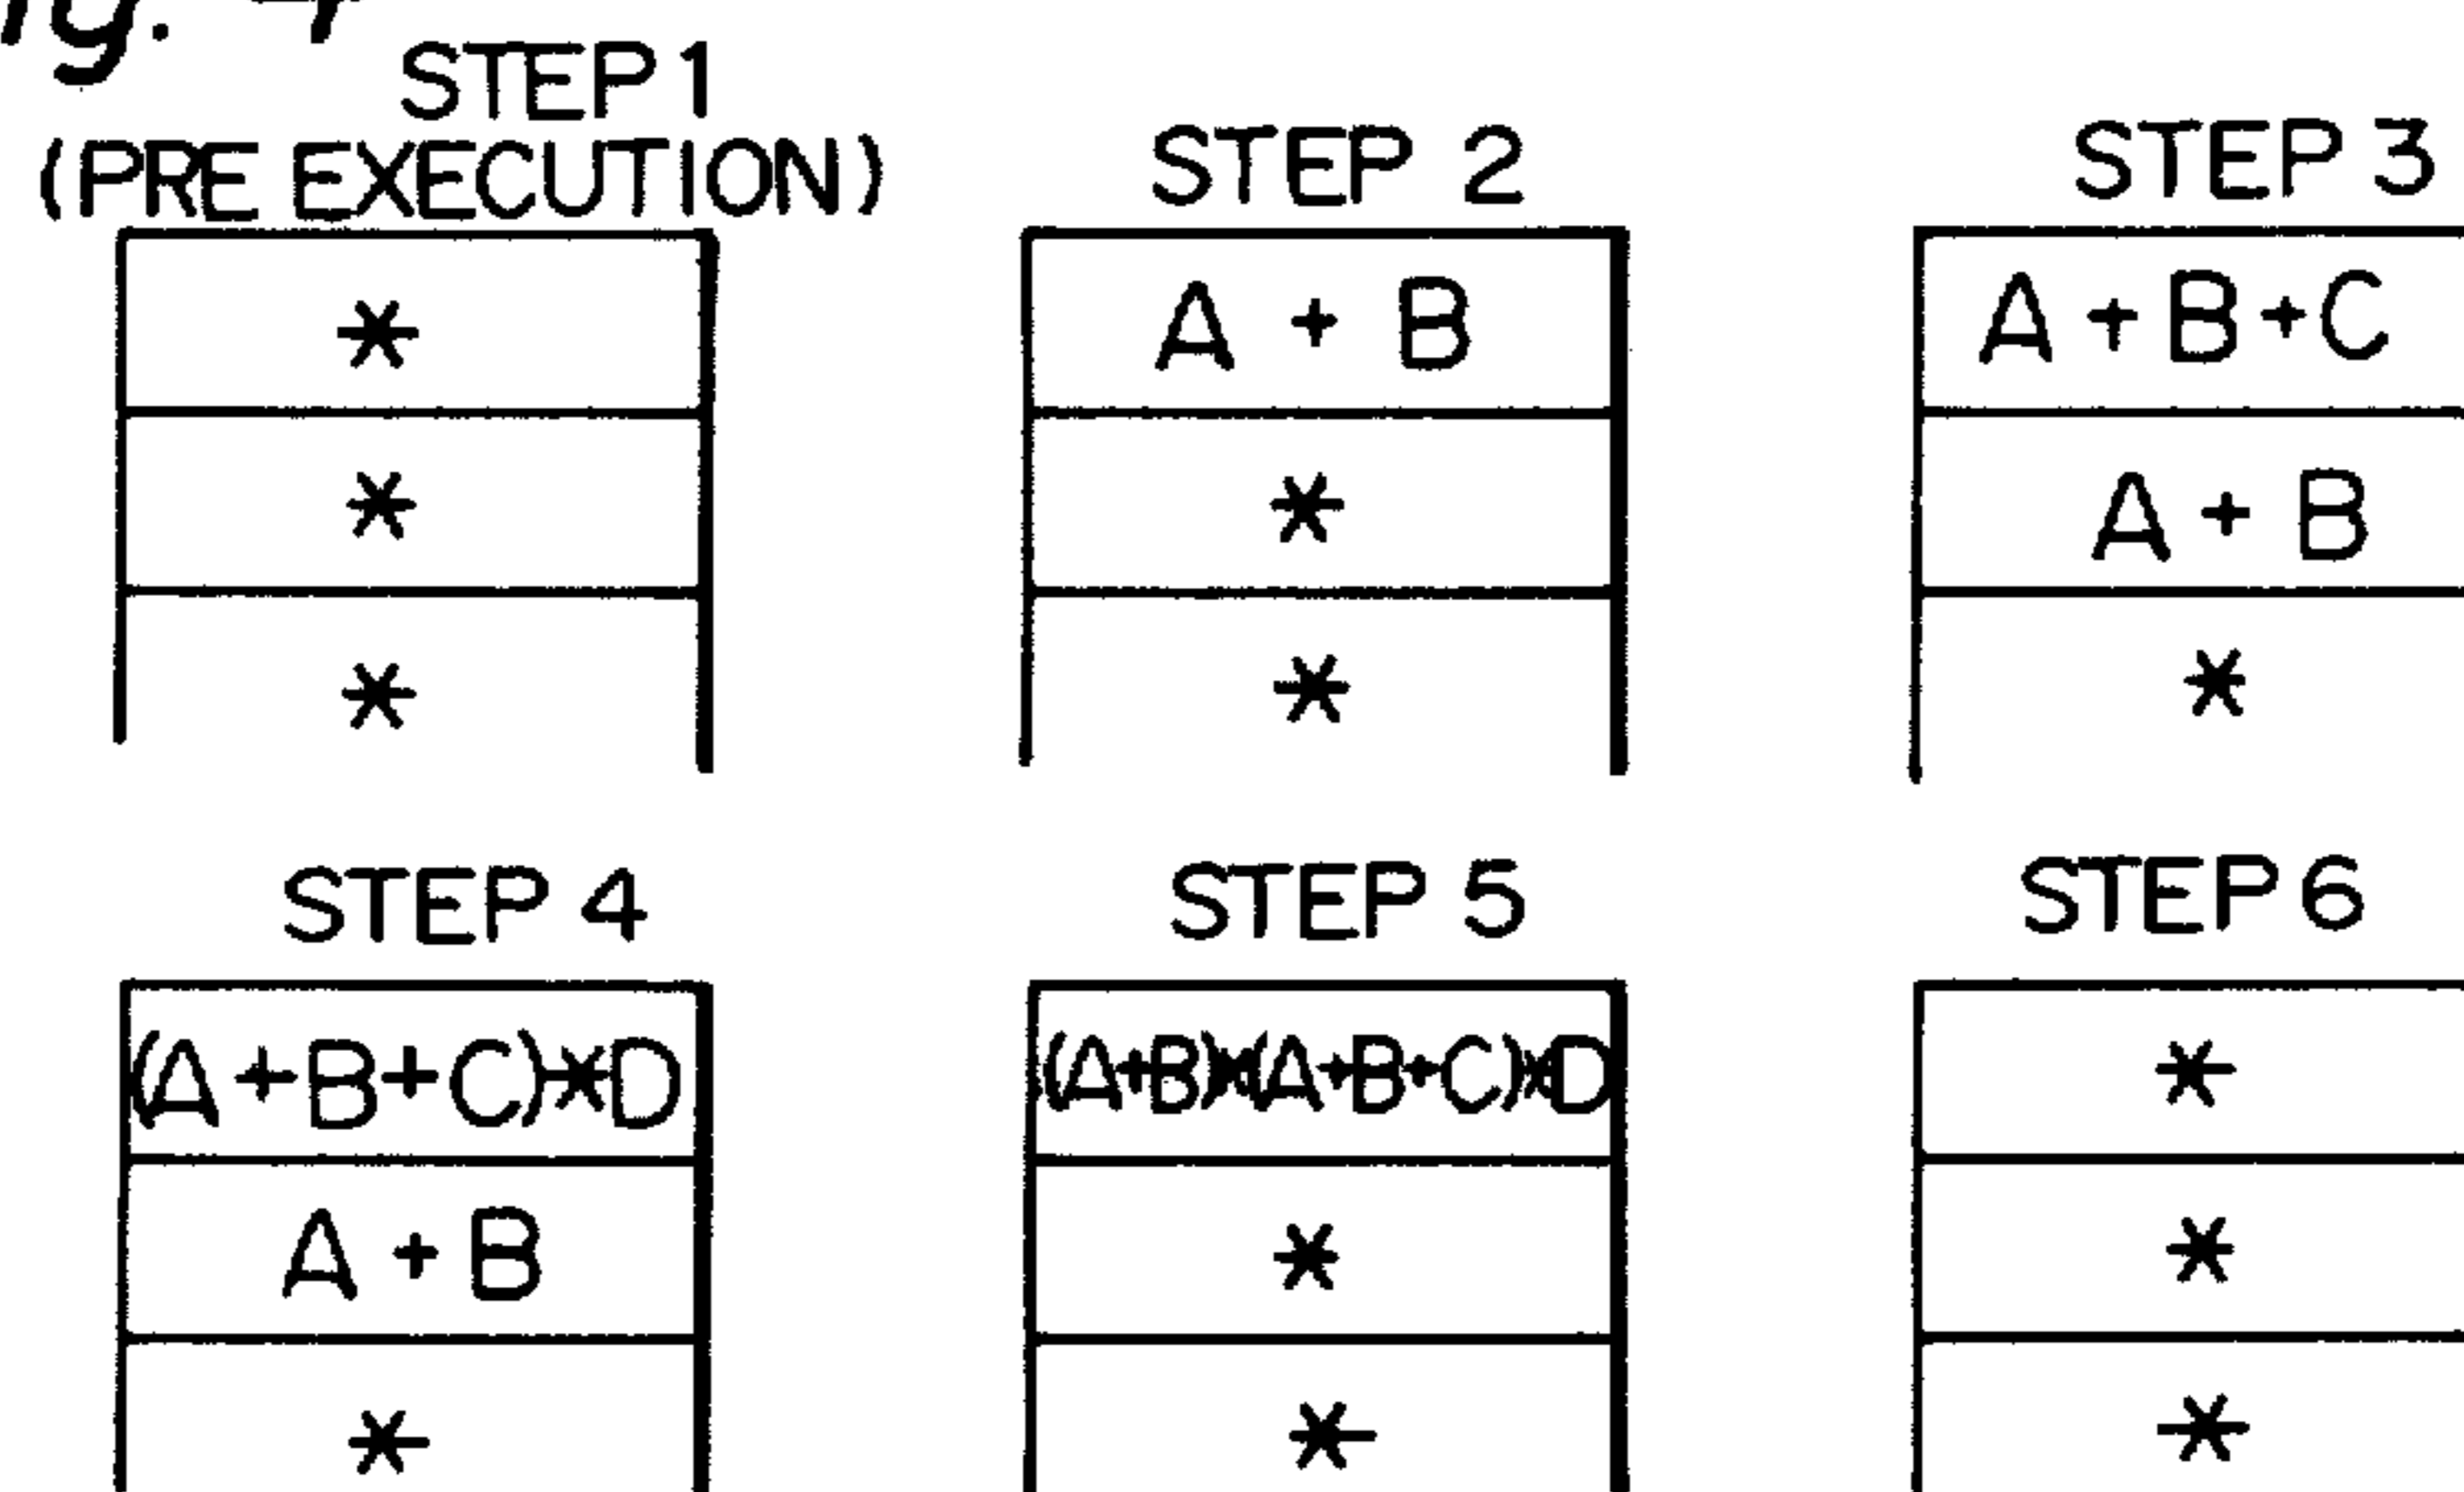 STEP 1
(PRE EXECUTION)
*
*
*
STEP 2
A + B
*
*
STEP 3
A + B + C
A + B
*
STEP 4
(A + B + C)*D
A + B
*
STEP 5
(A+B)*(A+B+C)*D
*
*
STEP 6
*
*
*